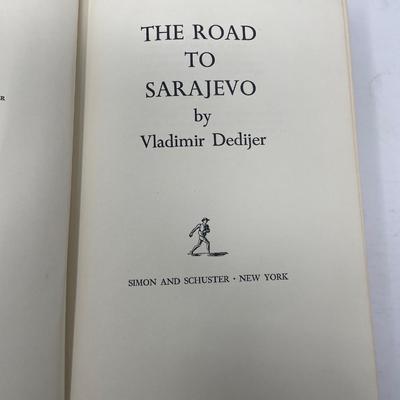 THE ROAD
TO
SARAJEVO
by
Vladimir Dedijer
SIMON AND SCHUSTER · NEW YORK